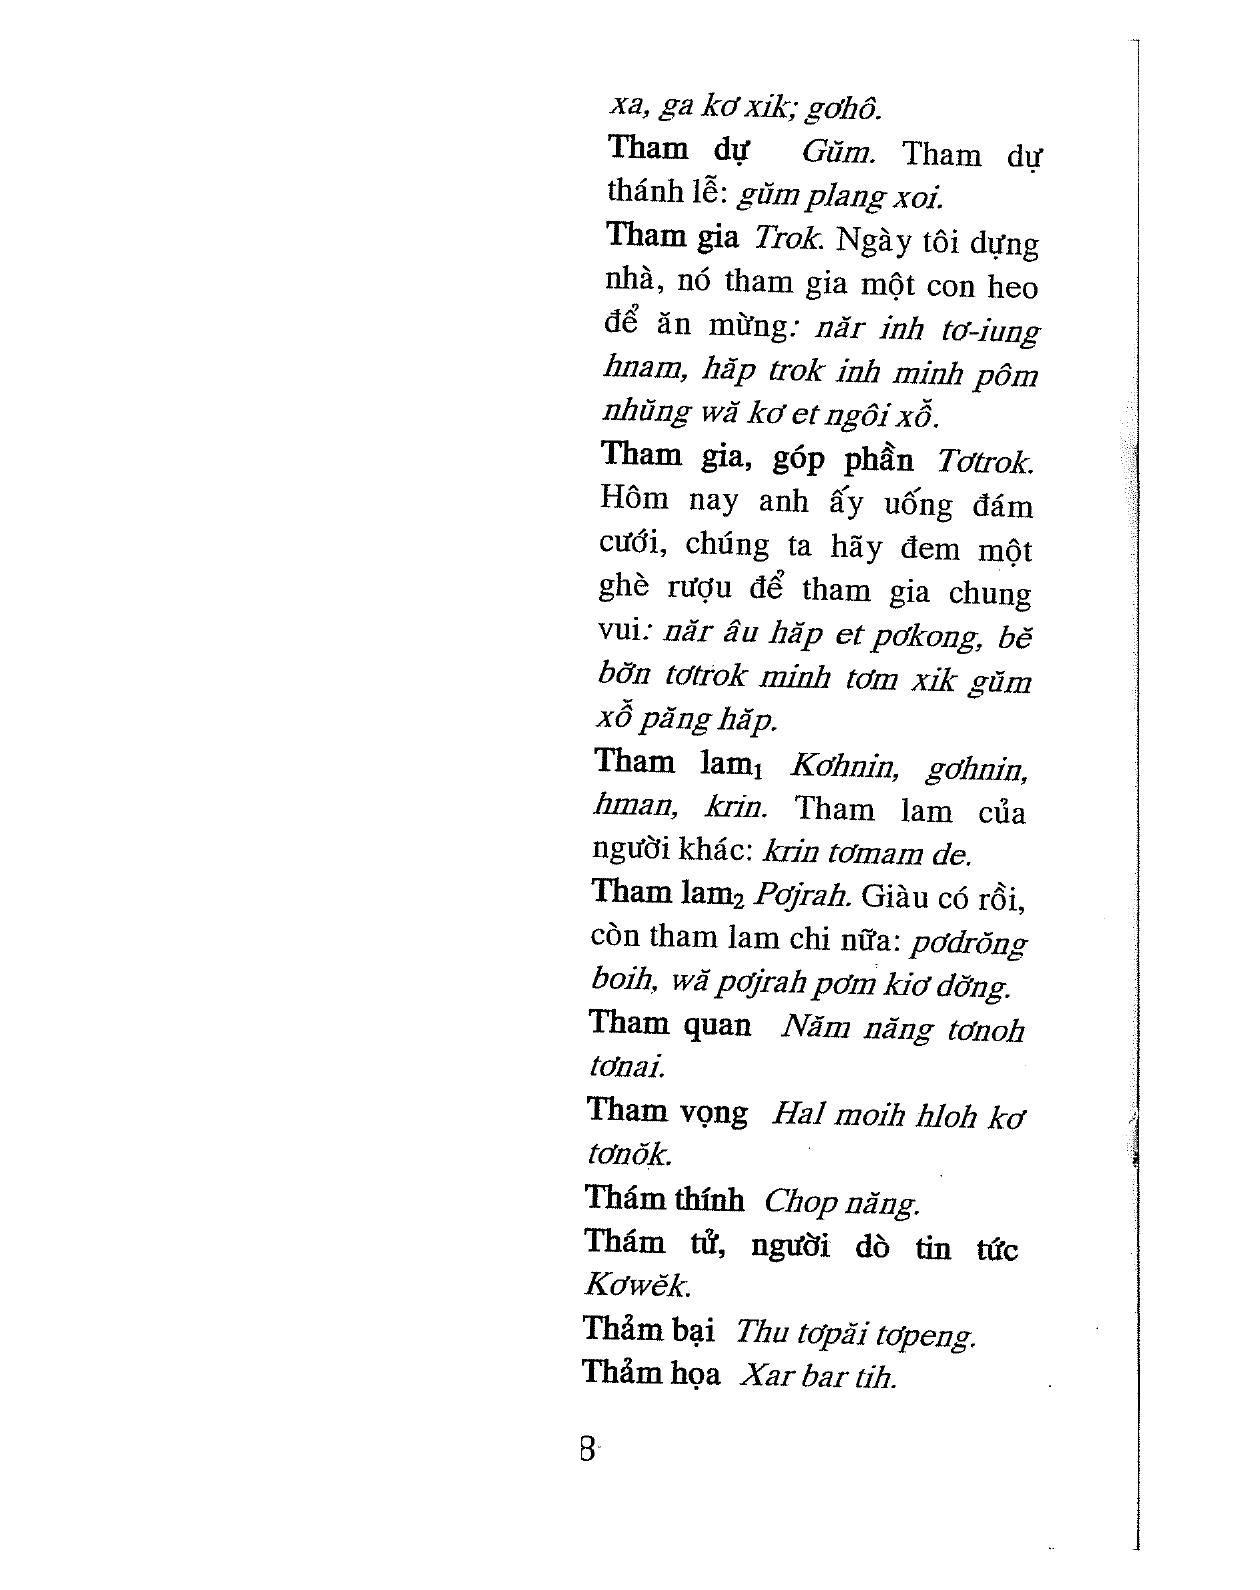 xa, ga kơ xik; gơhô.
Tham dự Gŭm. Tham dự
thánh lễ: gŭm plang xoi.
Tham gia Trok. Ngày tôi dựng
nhà, nó tham gia một con heo
để ăn mừng: năr inh tơ-iung
hnam, hăp trok inh minh pôm
nhŭng wă kơ et ngôi xỗ.
Tham gia, góp phần Tơtrok.
Hôm nay anh ấy uống đám
cưới, chúng ta hãy đem một
ghè rượu để tham gia chung
vui: năr âu hăp et pơkong, bĕ
bơ̆n tơtrok minh tơm xik gŭm
xỗ păng hăp.
Tham lam₁ Kơhnin, gơhnin,
hman, krin. Tham lam của
người khác: krin tơmam de.
Tham lam₂ Pơjrah. Giàu có rồi,
còn tham lam chi nữa: pơdrŏng
boih, wă pơjrah pơm kiơ dơ̆ng.
Tham quan Năm năng tơnoh
tơnai.
Tham vọng Hal moih hloh kơ
tơnŏk.
Thám thính Chop năng.
Thám tử, người dò tin tức
Kơwĕk.
Thảm bại Thu tơpăi tơpeng.
Thảm họa Xar bar tih.
8